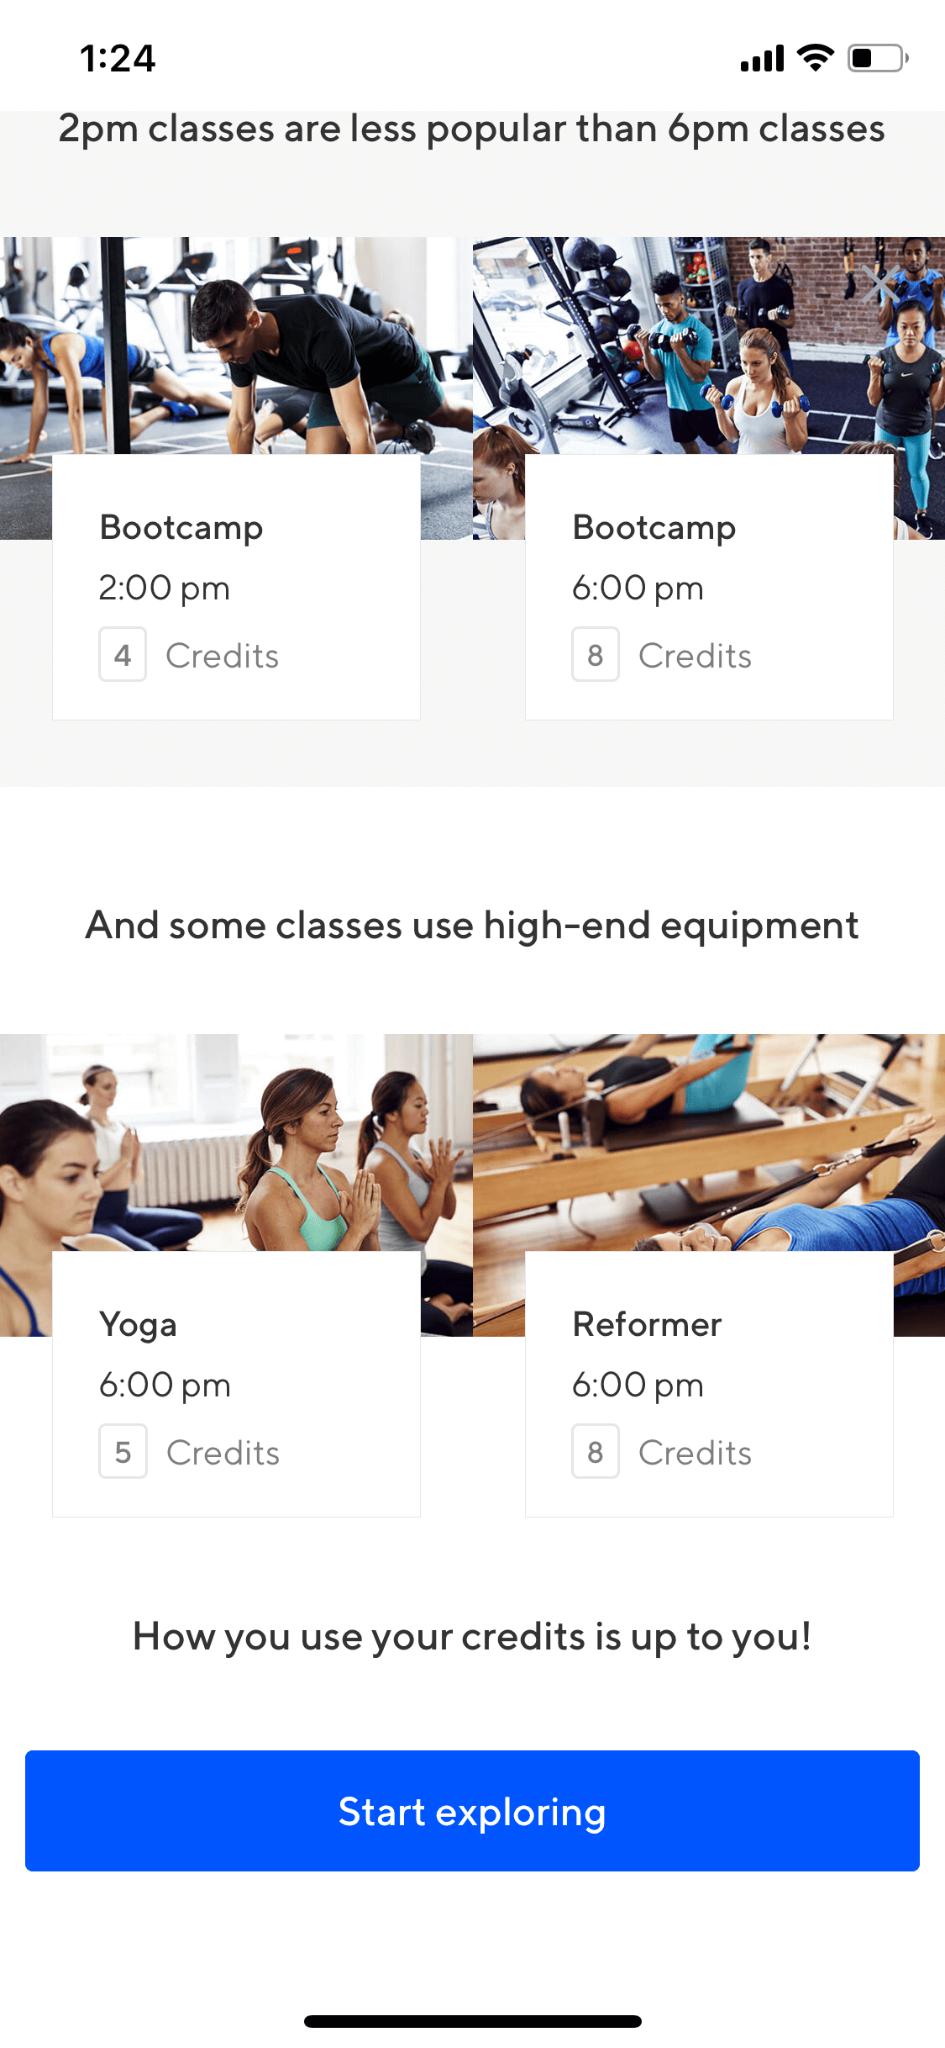 1:24
2pm classes are less popular than 6pm classes
Bootcamp
2:00 pm
4 Credits
Bootcamp
6:00 pm
8 Credits
And some classes use high-end equipment
Yoga
6:00 pm
5 Credits
Reformer
6:00 pm
8 Credits
How you use your credits is up to you!
Start exploring